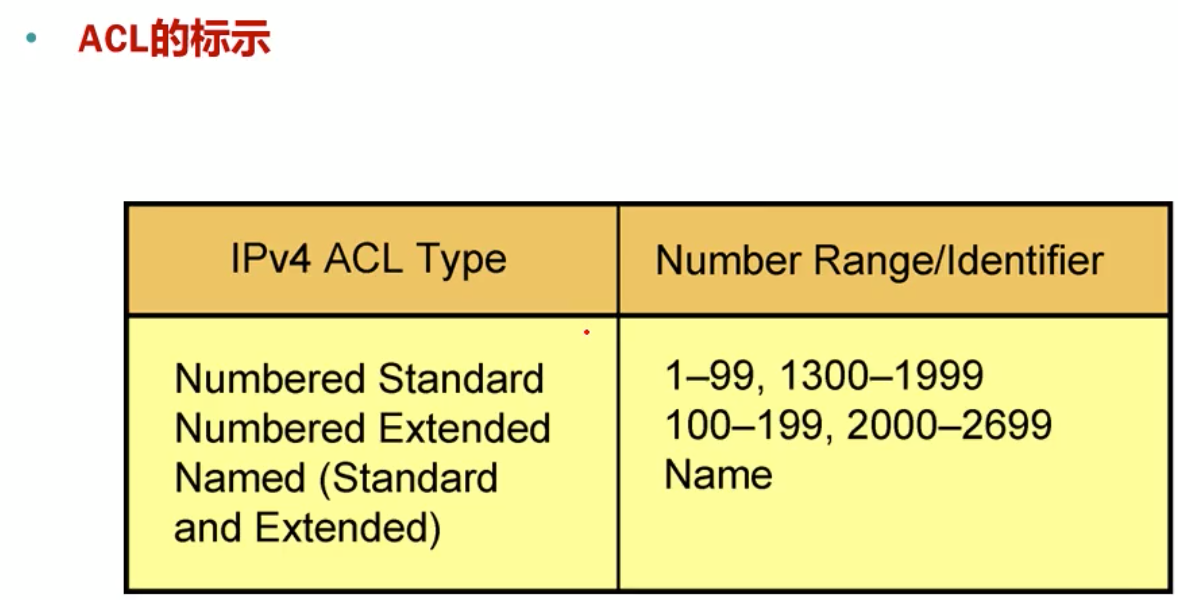 • ACL的标示
IPv4 ACL Type
Number Range/Identifier
Numbered Standard
1–99, 1300–1999
Numbered Extended
100–199, 2000–2699
Named (Standard
and Extended)
Name